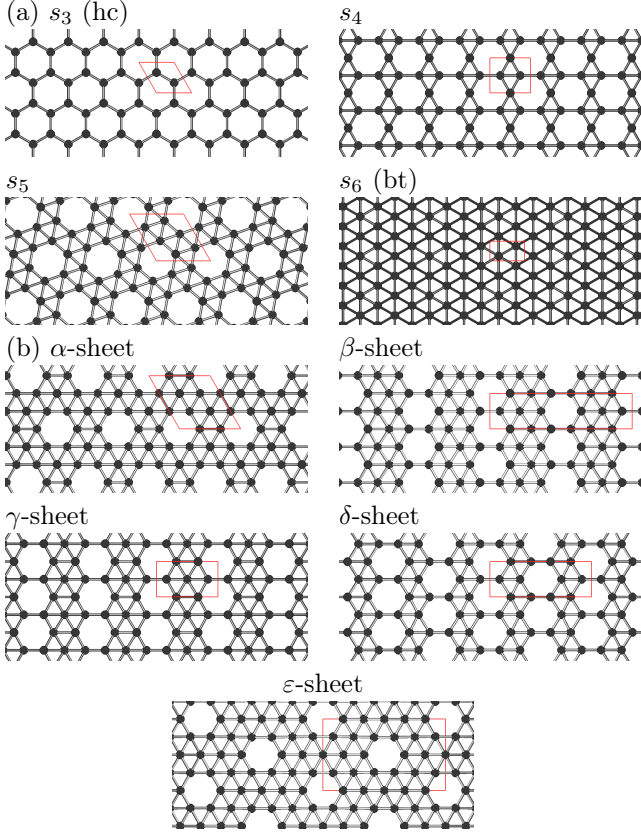 (a) s₃ (hc)
s₄
s₅
s₆ (bt)
(b) α-sheet
β-sheet
γ-sheet
δ-sheet
ε-sheet